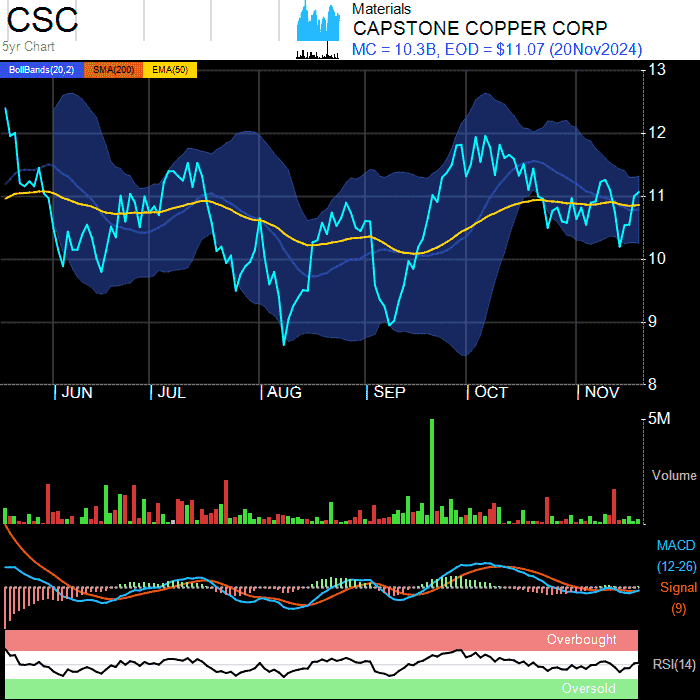 CSC
5yr Chart
Materials
CAPSTONE COPPER CORP
MC = 10.3B, EOD = $11.07 (20Nov2024)
BollBands(20,2) SMA(200) EMA(50)
13
12
11
10
9
8
JUN JUL AUG SEP OCT NOV
5M
Volume
MACD
(12-26)
Signal
(9)
Overbought
RSI(14)
Oversold